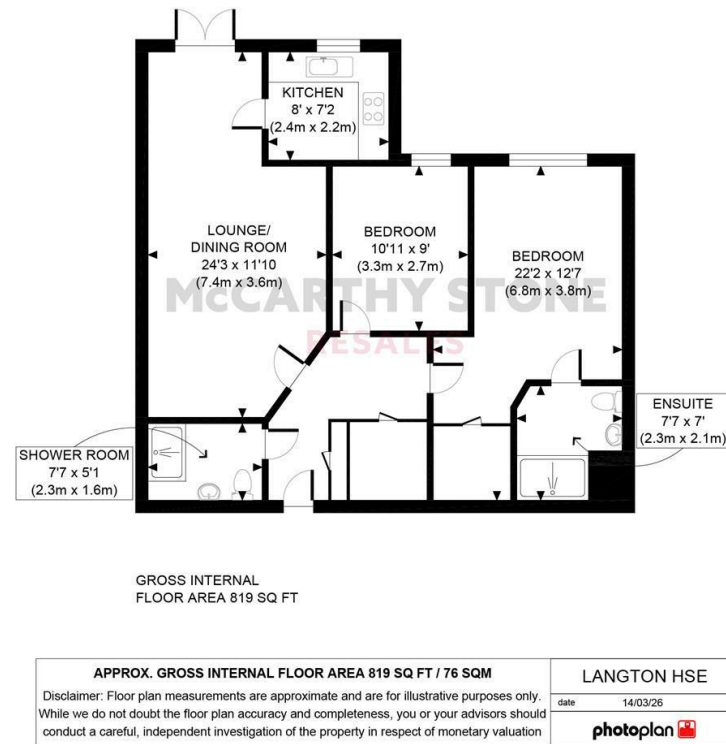 KITCHEN
8' x 7'2
(2.4m x 2.2m)
LOUNGE/
DINING ROOM
24'3 x 11'10
(7.4m x 3.6m)
BEDROOM
10'11 x 9'
(3.3m x 2.7m)
BEDROOM
22'2 x 12'7
(6.8m x 3.8m)
McCARTHY STONE
RESALES
SHOWER ROOM
7'7 x 5'1
(2.3m x 1.6m)
ENSUITE
7'7 x 7'
(2.3m x 2.1m)
GROSS INTERNAL
FLOOR AREA 819 SQ FT
APPROX. GROSS INTERNAL FLOOR AREA 819 SQ FT / 76 SQM
Disclaimer: Floor plan measurements are approximate and are for illustrative purposes only.
While we do not doubt the floor plan accuracy and completeness, you or your advisors should
conduct a careful, independent investigation of the property in respect of monetary valuation
LANGTON HSE
date 14/03/26
photoplan